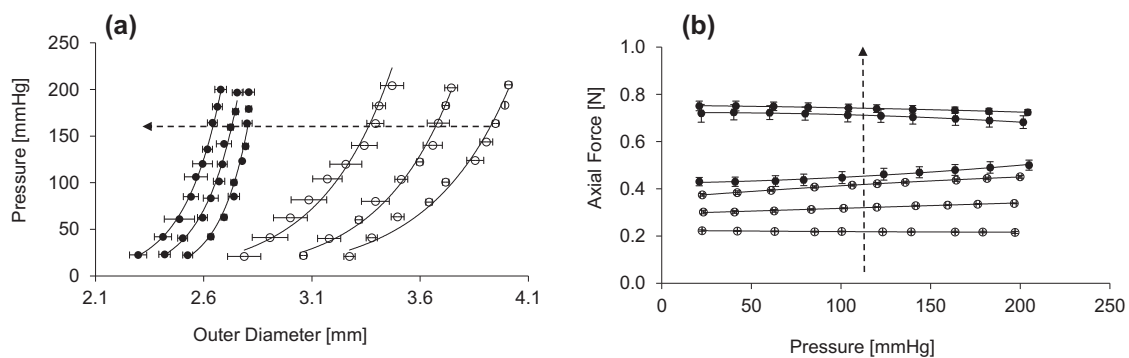 (a)
Pressure [mmHg]
250
200
150
100
50
0
2.1 2.6 3.1 3.6 4.1
Outer Diameter [mm]
(b)
Axial Force [N]
1.0
0.8
0.6
0.4
0.2
0.0
0 50 100 150 200 250
Pressure [mmHg]